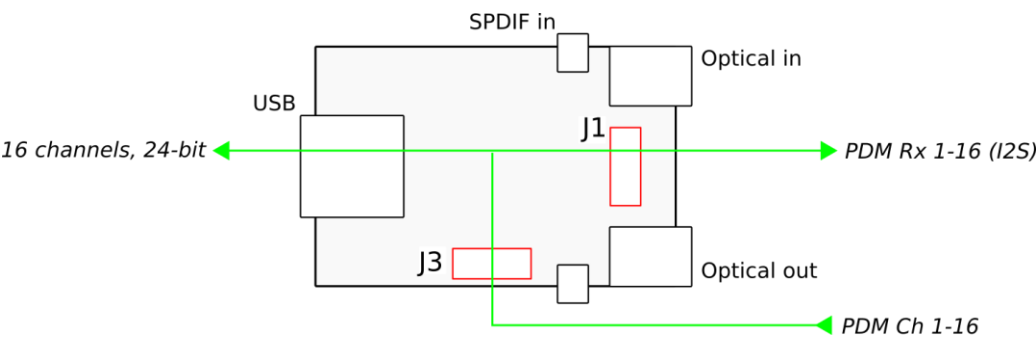 SPDIF in
Optical in
USB
J1
16 channels, 24-bit
PDM Rx 1-16 (I2S)
J3
Optical out
PDM Ch 1-16